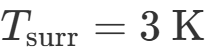 T_surr = 3 K